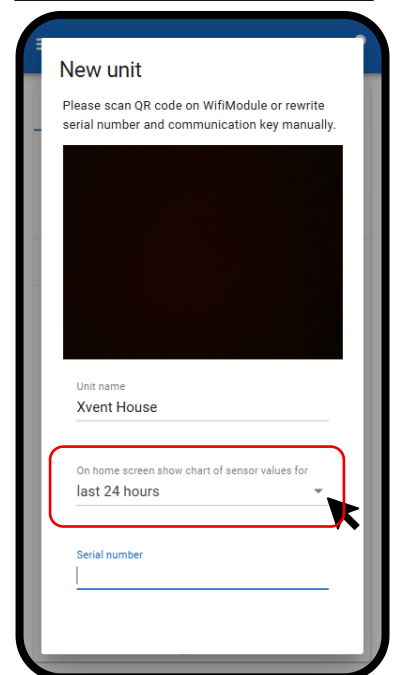 New unit
Please scan QR code on WifiModule or rewrite
serial number and communication key manually.
Unit name
Xvent House
On home screen show chart of sensor values for
last 24 hours
Serial number